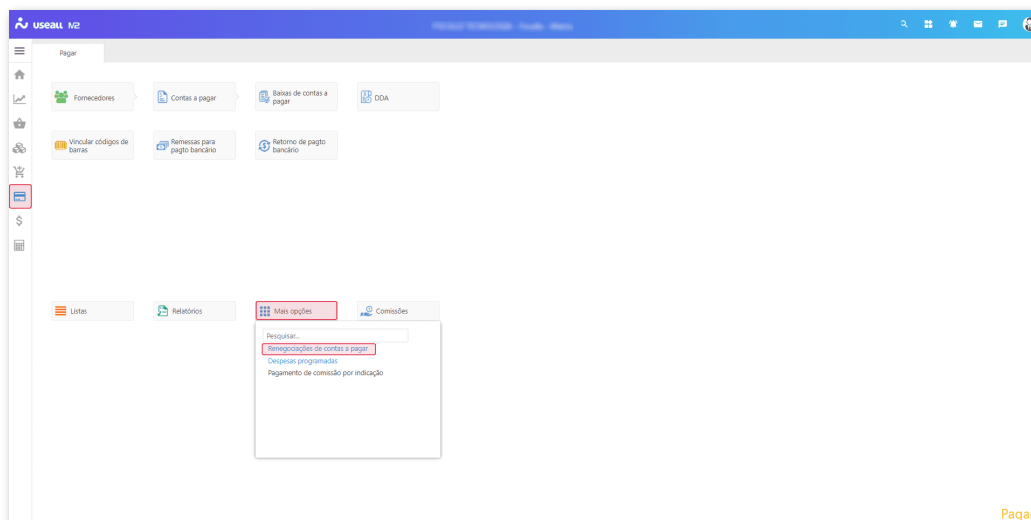 useall M2
Pagar
Fornecedores
Contas a pagar
Baixas de contas a
pagar
DDA
Vincular códigos de
barras
Remessas para
pagto bancário
Retorno de pagto
bancário
Listas
Relatórios
Mais opções
Comissões
Pesquisar...
Renegociações de contas a pagar
Despesas programadas
Pagamento de comissão por indicação
Pagar